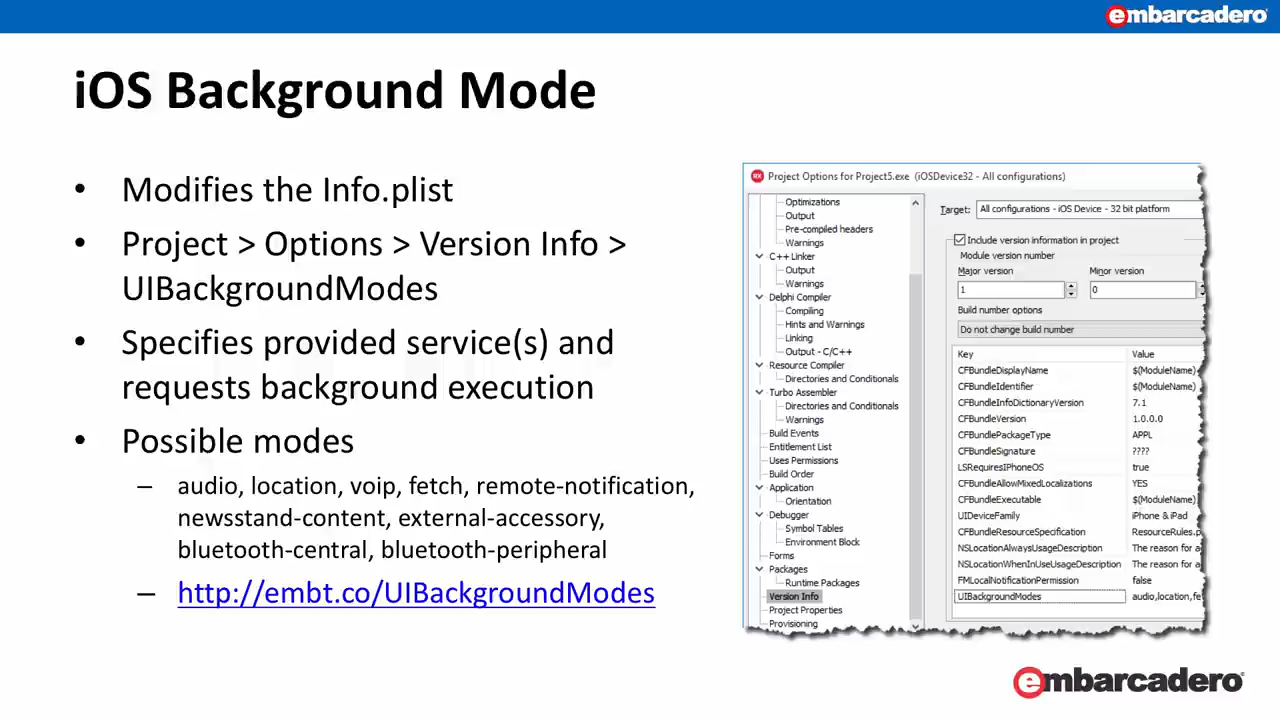 embarcadero
iOS Background Mode
• Modifies the Info.plist
• Project > Options > Version Info >
UIBackgroundModes
• Specifies provided service(s) and
requests background execution
• Possible modes
– audio, location, voip, fetch, remote-notification,
newsstand-content, external-accessory,
bluetooth-central, bluetooth-peripheral
– http://embt.co/UIBackgroundModes
RX Project Options for Project5.exe (iOSDevice32 - All configurations)
Optimizations
Output
Pre-compiled headers
Warnings
C++ Linker
Output
Warnings
Delphi Compiler
Compiling
Hints and Warnings
Linking
Output - C/C++
Resource Compiler
Directories and Conditionals
Turbo Assembler
Directories and Conditionals
Warnings
Build Events
Entitlement List
Uses Permissions
Build Order
Application
Orientation
Debugger
Symbol Tables
Environment Block
Forms
Packages
Runtime Packages
Version Info
Project Properties
Provisioning
Target: All configurations - iOS Device - 32 bit platform
Include version information in project
Module version number
Major version Minor version
1 0
Build number options
Do not change build number
Key Value
CFBundleDisplayName $(ModuleName)
CFBundleIdentifier $(ModuleName)
CFBundleInfoDictionaryVersion 7.1
CFBundleVersion 1.0.0.0
CFBundlePackageType APPL
CFBundleSignature ????
LSRequiresIPhoneOS true
CFBundleAllowMixedLocalizations YES
CFBundleExecutable $(ModuleName)
UIDeviceFamily iPhone & iPad
CFBundleResourceSpecification ResourceRules.p
NSLocationAlwaysUsageDescription The reason for a
NSLocationWhenInUseUsageDescription The reason for a
FMLocalNotificationPermission false
UIBackgroundModes audio,location,fe
embarcadero